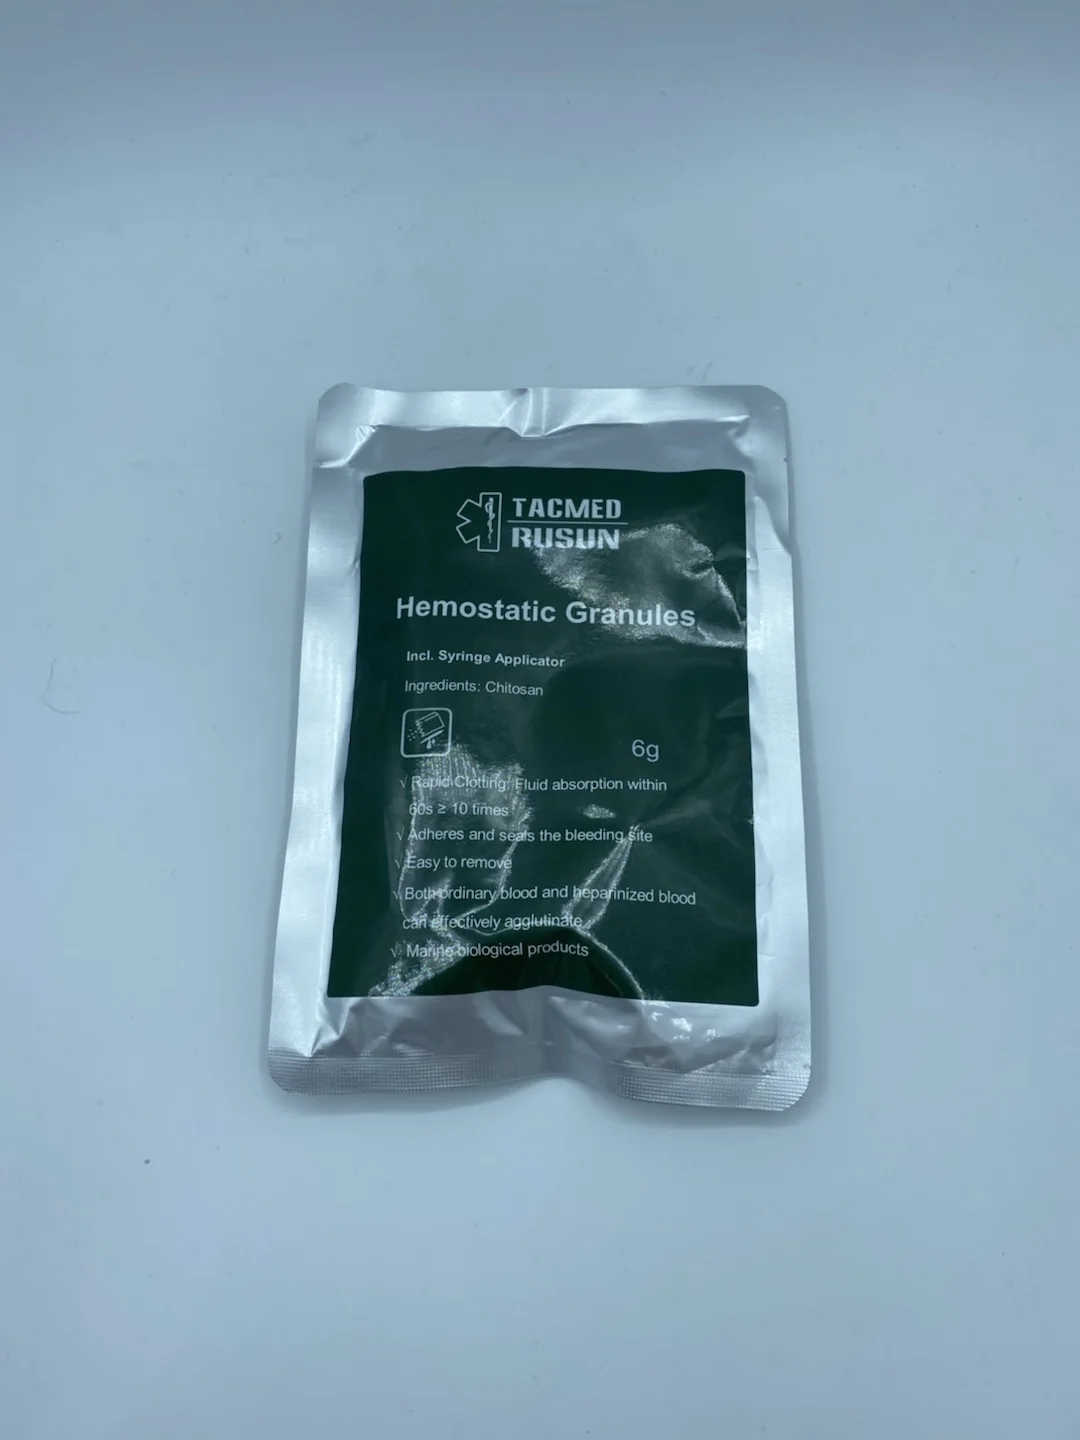 TACMED
RUSUN
Hemostatic Granules
Incl. Syringe Applicator
Ingredients: Chitosan
6g
√ Rapid Clotting: Fluid absorption within
60s ≥ 10 times
√ Adheres and seals the bleeding site
√ Easy to remove
√ Both ordinary blood and heparinized blood
can effectively agglutinate
√ Marine biological products